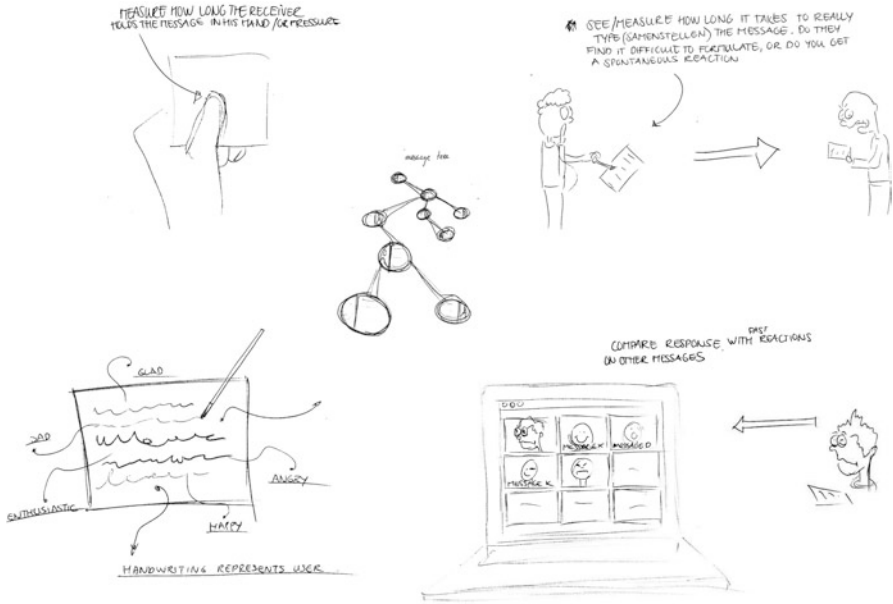 MEASURE HOW LONG THE RECEIVER
HOLDS THE MESSAGE IN HIS HAND /OR PRESSURE
SEE/MEASURE HOW LONG IT TAKES TO REALLY
TYPE (SAMENSTELLEN) THE MESSAGE. DO THEY
FIND IT DIFFICULT TO FORMULATE, OR DO YOU GET
A SPONTANEOUS REACTION
message tree
GLAD
SAD
ENTHUSIASTIC
ANGRY
HAPPY
HANDWRITING REPRESENTS USER
COMPARE RESPONSE WITH PAST REACTIONS
ON OTHER MESSAGES
MESSAGE K
MESSAGE D
MESSAGE K